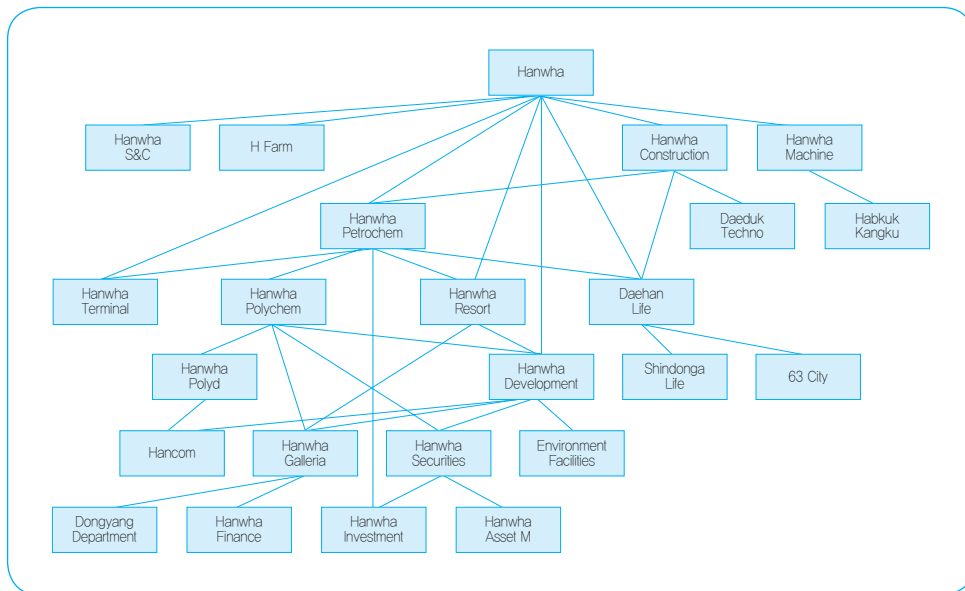 Hanwha
Hanwha
S&C
H Farm
Hanwha
Construction
Hanwha
Machine
Hanwha
Petrochem
Daeduk
Techno
Habkuk
Kangku
Hanwha
Terminal
Hanwha
Polychem
Hanwha
Resort
Daehan
Life
Hanwha
Polyd
Hanwha
Development
Shindonga
Life
63 City
Hancom
Hanwha
Galleria
Hanwha
Securities
Environment
Facilities
Dongyang
Department
Hanwha
Finance
Hanwha
Investment
Hanwha
Asset M